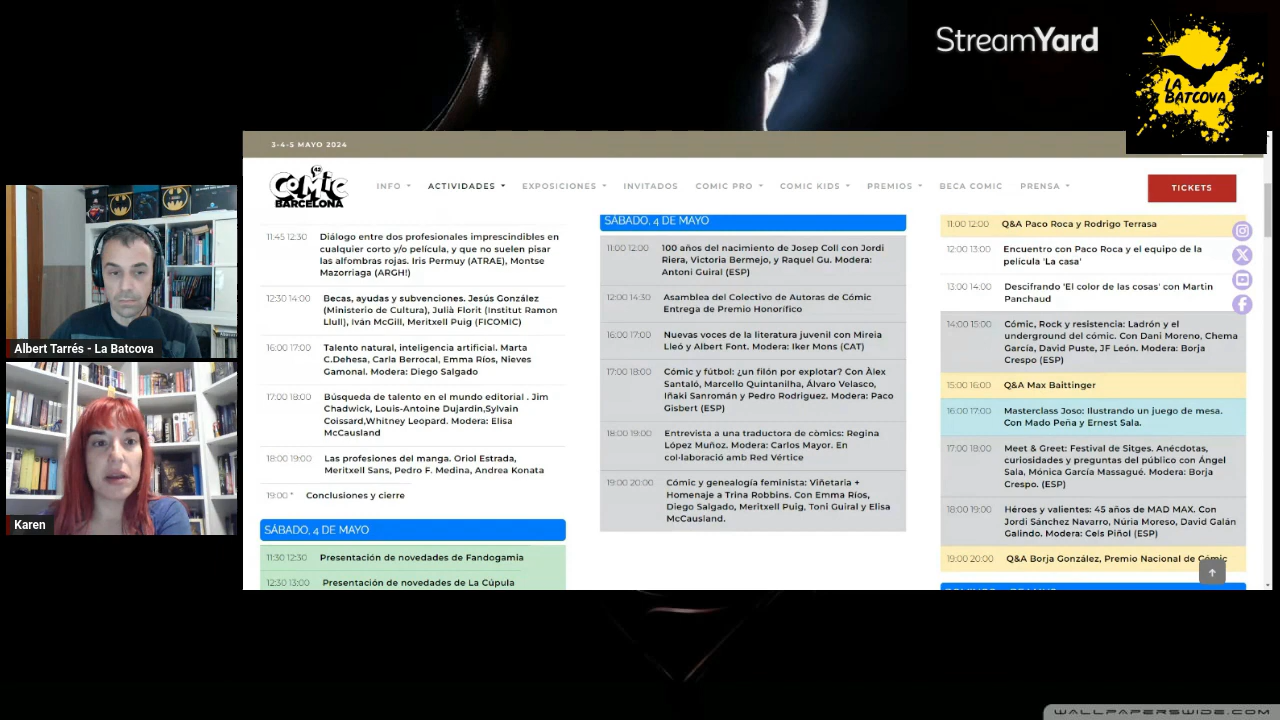 StreamYard
LA
BATCOVA
3-4-5 MAYO 2024
42
COMIC
BARCELONA
INFO
ACTIVIDADES
EXPOSICIONES
INVITADOS
COMIC PRO
COMIC KIDS
PREMIOS
BECA COMIC
PRENSA
TICKETS
11:45 12:30 Diálogo entre dos profesionales imprescindibles en
cualquier corto y/o película, y que no suelen pisar
las alfombras rojas. Iris Permuy (ATRAE), Montse
Mazorriaga (ARGH!)
12:30 14:00 Becas, ayudas y subvenciones. Jesús González
(Ministerio de Cultura), Julià Florit (Institut Ramon
Llull), Iván McGill, Meritxell Puig (FICOMIC)
16:00 17:00 Talento natural, inteligencia artificial. Marta
C.Dehesa, Carla Berrocal, Emma Ríos, Nieves
Gamonal. Modera: Diego Salgado
17:00 18:00 Búsqueda de talento en el mundo editorial . Jim
Chadwick, Louis-Antoine Dujardin,Sylvain
Coissard,Whitney Leopard. Modera: Elisa
McCausland
18:00 19:00 Las profesiones del manga. Oriol Estrada,
Meritxell Sans, Pedro F. Medina, Andrea Konata
19:00 * Conclusiones y cierre
SÁBADO, 4 DE MAYO
11:30 12:30 Presentación de novedades de Fandogamia
12:30 13:00 Presentación de novedades de La Cúpula
SÁBADO, 4 DE MAYO
11:00 12:00 100 años del nacimiento de Josep Coll con Jordi
Riera, Victoria Bermejo, y Raquel Gu. Modera:
Antoni Guiral (ESP)
12:00 14:30 Asamblea del Colectivo de Autoras de Cómic
Entrega de Premio Honorífico
16:00 17:00 Nuevas voces de la literatura juvenil con Mireia
Lleó y Albert Font. Modera: Iker Mons (CAT)
17:00 18:00 Cómic y fútbol: ¿un filón por explotar? Con Àlex
Santaló, Marcello Quintanilha, Álvaro Velasco,
Iñaki Sanromán y Pedro Rodriguez. Modera: Paco
Gisbert (ESP)
18:00 19:00 Entrevista a una traductora de còmics: Regina
López Muñoz. Modera: Carlos Mayor. En
col·laboració amb Red Vértice
19:00 20:00 Cómic y genealogía feminista: Viñetaria +
Homenaje a Trina Robbins. Con Emma Ríos,
Diego Salgado, Meritxell Puig, Toni Guiral y Elisa
McCausland.
11:00 12:00 Q&A Paco Roca y Rodrigo Terrasa
12:00 13:00 Encuentro con Paco Roca y el equipo de la
película 'La casa'
13:00 14:00 Descifrando 'El color de las cosas' con Martin
Panchaud
14:00 15:00 Cómic, Rock y resistencia: Ladrón y el
underground del cómic. Con Dani Moreno, Chema
García, David Puste, JF León. Modera: Borja
Crespo (ESP)
15:00 16:00 Q&A Max Baittinger
16:00 17:00 Masterclass Joso: Ilustrando un juego de mesa.
Con Mado Peña y Ernest Sala.
17:00 18:00 Meet & Greet: Festival de Sitges. Anécdotas,
curiosidades y preguntas del público con Ángel
Sala, Mónica García Massagué. Modera: Borja
Crespo. (ESP)
18:00 19:00 Héroes y valientes: 45 años de MAD MAX. Con
Jordi Sánchez Navarro, Núria Moreso, David Galán
Galindo. Modera: Cels Piñol (ESP)
19:00 20:00 Q&A Borja González, Premio Nacional de Cómic
Albert Tarrés - La Batcova
Karen
WALLPAPERSWIDE.COM